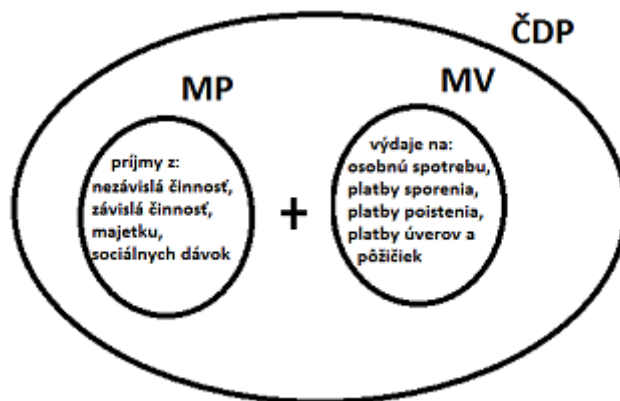 ČDP
MP
MV
príjmy z:
nezávislá činnosť,
závislá činnosť,
majetku,
sociálnych dávok
+
výdaje na:
osobnú spotrebu,
platby sporenia,
platby poistenia,
platby úverov a
pôžičiek